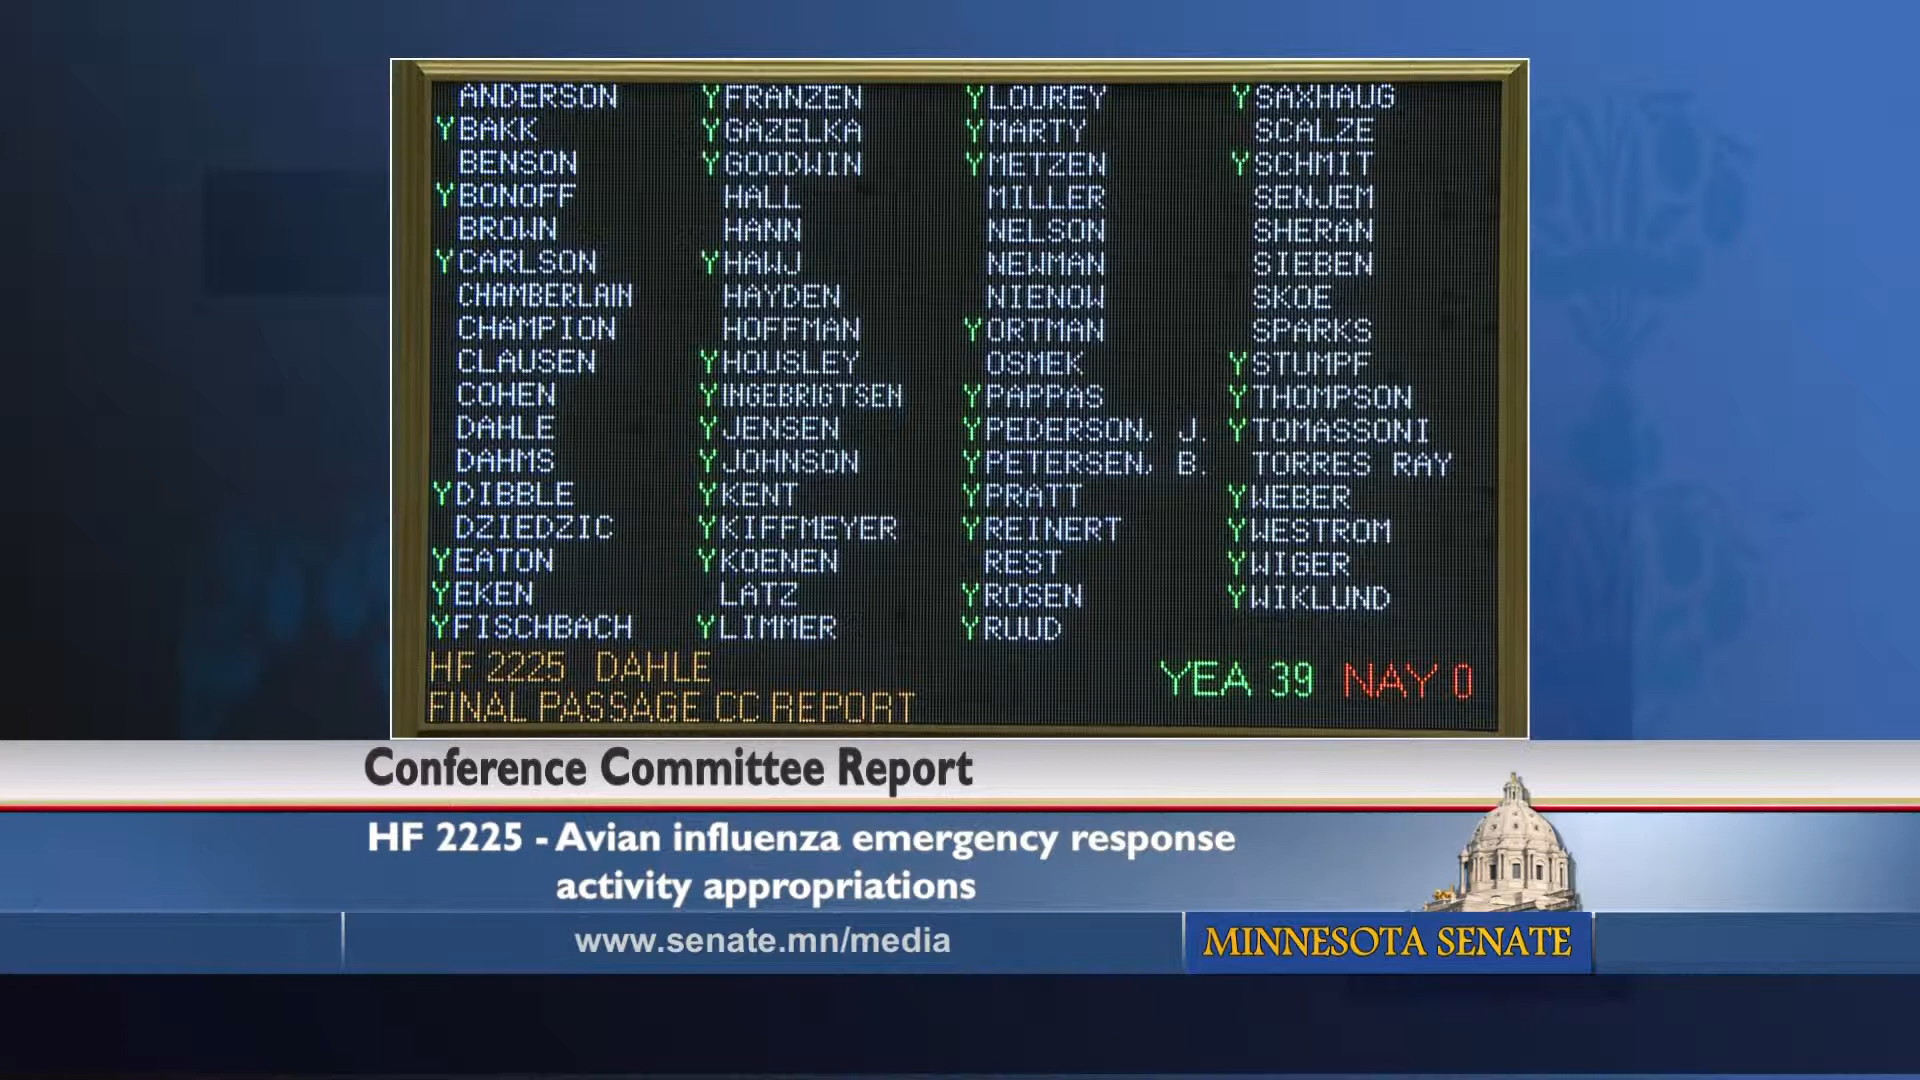 ANDERSON Y FRANZEN Y LOUREY Y SAXHAUG
Y BAKK Y GAZELKA Y MARTY SCALZE
BENSON Y GOODWIN Y METZEN Y SCHMIT
Y BONOFF HALL MILLER SENJEM
BROWN HANN NELSON SHERAN
Y CARLSON Y HAWJ NEWMAN SIEBEN
CHAMBERLAIN HAYDEN NIENOW SKOE
CHAMPION HOFFMAN Y ORTMAN SPARKS
CLAUSEN Y HOUSLEY OSMEK Y STUMPF
COHEN Y INGEBRIGTSEN Y PAPPAS Y THOMPSON
DAHLE Y JENSEN Y PEDERSON, J. Y TOMASSONI
DAHMS Y JOHNSON Y PETERSEN, B. TORRES RAY
Y DIBBLE Y KENT Y PRATT Y WEBER
DZIEDZIC Y KIFFMEYER Y REINERT Y WESTROM
Y EATON Y KOENEN REST Y WIGER
Y EKEN LATZ Y ROSEN Y WIKLUND
Y FISCHBACH Y LIMMER Y RUUD
HF 2225 DAHLE
FINAL PASSAGE CC REPORT
YEA 39 NAY 0
Conference Committee Report
HF 2225 - Avian influenza emergency response
activity appropriations
www.senate.mn/media
MINNESOTA SENATE